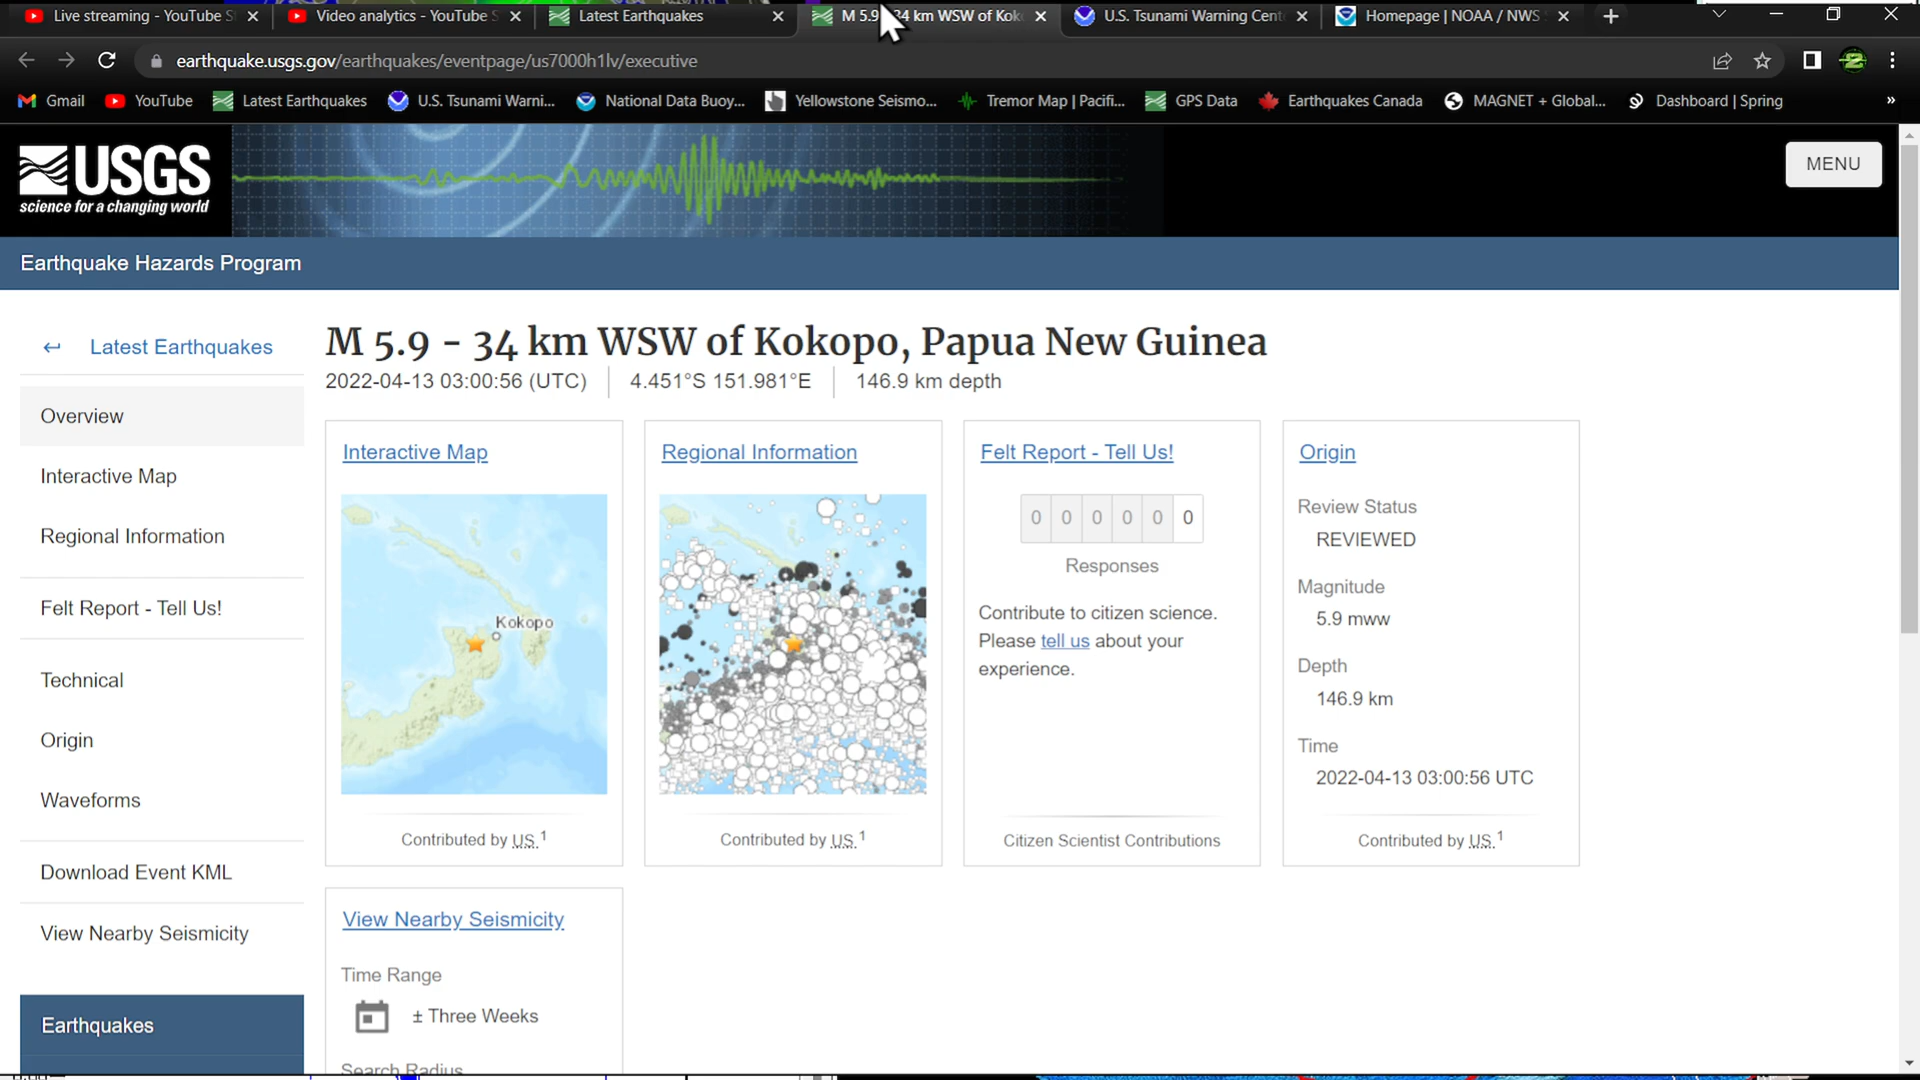 Live streaming - YouTube S
Video analytics - YouTube S
Latest Earthquakes
M 5.9 34 km WSW of Kok
U.S. Tsunami Warning Cent
Homepage | NOAA / NWS
earthquake.usgs.gov/earthquakes/eventpage/us7000h1lv/executive
Gmail
YouTube
Latest Earthquakes
U.S. Tsunami Warni...
National Data Buoy...
Yellowstone Seismo...
Tremor Map | Pacifi...
GPS Data
Earthquakes Canada
MAGNET + Global...
Dashboard | Spring
»
USGS
science for a changing world
MENU
Earthquake Hazards Program
Latest Earthquakes
Overview
Interactive Map
Regional Information
Felt Report - Tell Us!
Technical
Origin
Waveforms
Download Event KML
View Nearby Seismicity
Earthquakes
M 5.9 - 34 km WSW of Kokopo, Papua New Guinea
2022-04-13 03:00:56 (UTC)
4.451°S 151.981°E
146.9 km depth
Interactive Map
Kokopo
Contributed by US.1
Regional Information
Contributed by US.1
Felt Report - Tell Us!
0 0 0 0 0 0
Responses
Contribute to citizen science.
Please tell us about your
experience.
Citizen Scientist Contributions
Origin
Review Status
REVIEWED
Magnitude
5.9 mww
Depth
146.9 km
Time
2022-04-13 03:00:56 UTC
Contributed by US.1
View Nearby Seismicity
Time Range
± Three Weeks
Search Radius